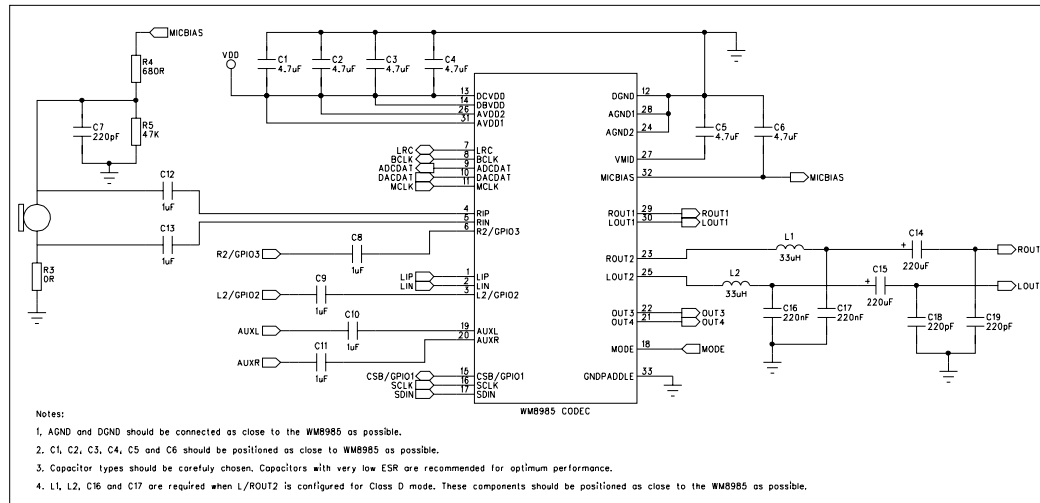 MICBIAS
R4
680R
C7
220pF
R5
47K
C12
1uF
C13
1uF
R3
0R
VDD
C1
4.7uF
C2
4.7uF
C3
4.7uF
C4
4.7uF
13 DCVDD
14 DBVDD
26 AVDD2
31 AVDD1
LRC 7 LRC
BCLK 8 BCLK
ADCDAT 9 ADCDAT
DACDAT 10 DACDAT
MCLK 11 MCLK
4 RIP
5 RIN
6 R2/GPIO3
R2/GPIO3
C8
1uF
LIP 1 LIP
LIN 2 LIN
3 L2/GPIO2
L2/GPIO2
C9
1uF
AUXL
C10
1uF
19 AUXL
20 AUXR
AUXR
C11
1uF
CSB/GPIO1 15 CSB/GPIO1
SCLK 16 SCLK
SDIN 17 SDIN
WM8985 CODEC
DGND 12
AGND1 28
AGND2 24
VMID 27
MICBIAS 32
MICBIAS
C5
4.7uF
C6
4.7uF
ROUT1 29 ROUT1
LOUT1 30 LOUT1
ROUT2 23
LOUT2 25
L1
33uH
L2
33uH
+ C14
220uF
ROUT
+ C15
220uF
LOUT
C16
220nF
C17
220nF
C18
220pF
C19
220pF
OUT3 22 OUT3
OUT4 21 OUT4
MODE 18 MODE
GNDPADDLE 33
Notes:
1. AGND and DGND should be connected as close to the WM8985 as possible.
2. C1, C2, C3, C4, C5 and C6 should be positioned as close to WM8985 as possible.
3. Capacitor types should be carefuly chosen. Capacitors with very low ESR are recommended for optimum performance.
4. L1, L2, C16 and C17 are required when L/ROUT2 is configured for Class D mode. These components should be positioned as close to the WM8985 as possible.